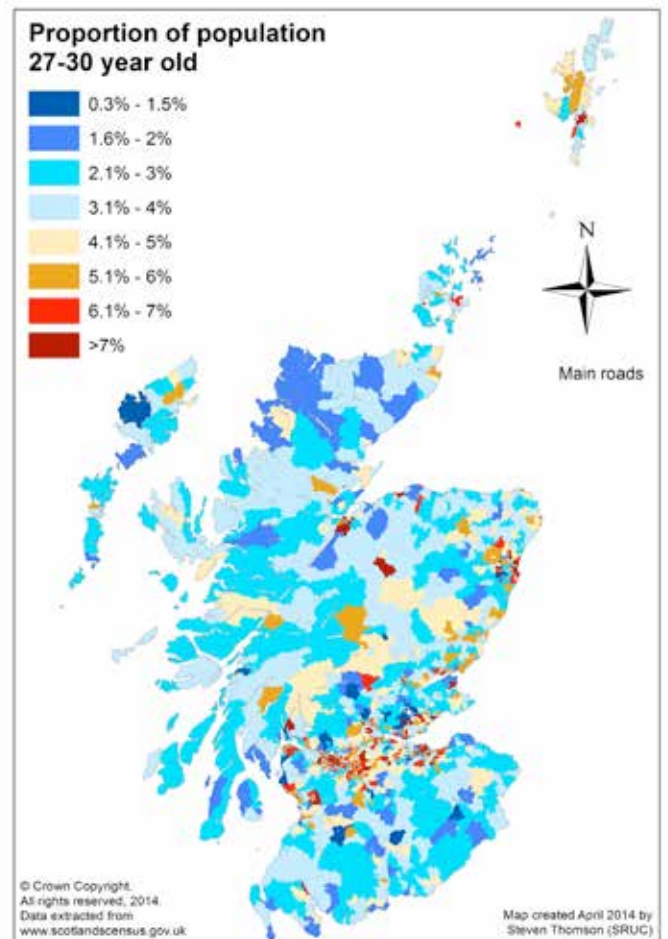 Proportion of population
27-30 year old
0.3% - 1.5%
1.6% - 2%
2.1% - 3%
3.1% - 4%
4.1% - 5%
5.1% - 6%
6.1% - 7%
>7%
N
Main roads
© Crown Copyright.
All rights reserved, 2014.
Data extracted from
www.scotlandscensus.gov.uk
Map created April 2014 by
Steven Thomson (SRUC)